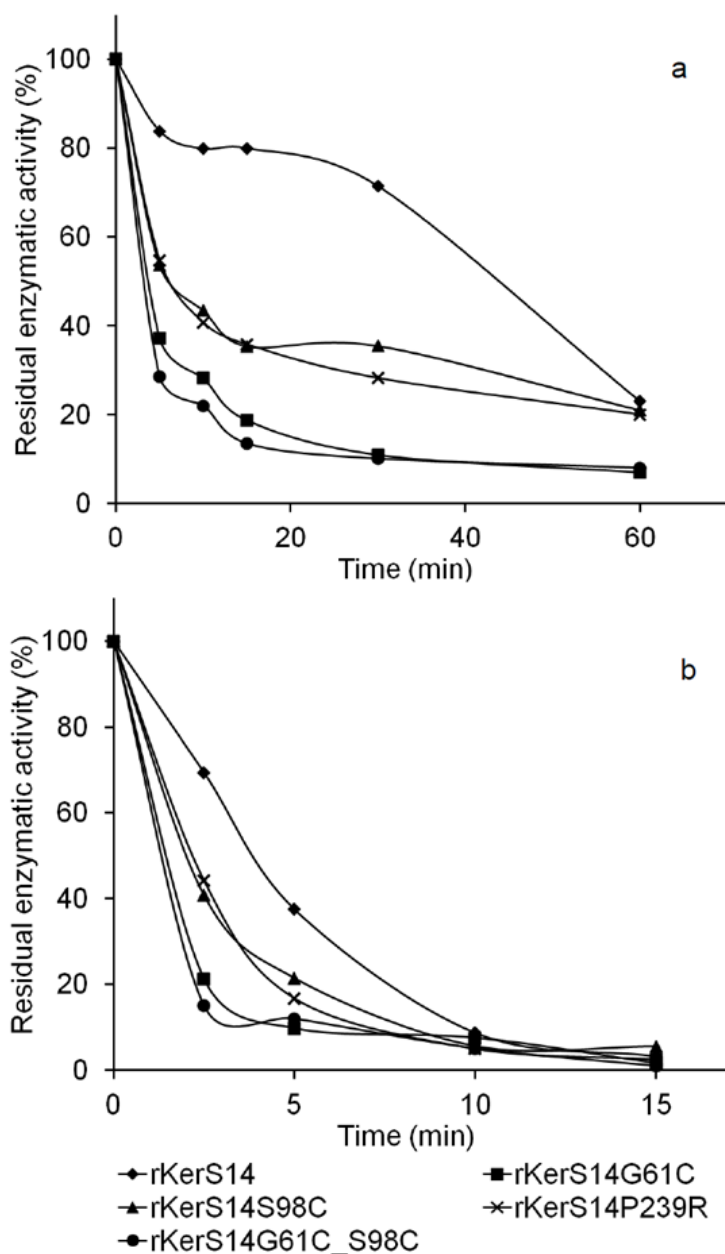 a
Residual enzymatic activity (%)
100
80
60
40
20
0
0 20 40 60
Time (min)
b
Residual enzymatic activity (%)
100
80
60
40
20
0
0 5 10 15
Time (min)
rKerS14 rKerS14G61C
rKerS14S98C rKerS14P239R
rKerS14G61C_S98C